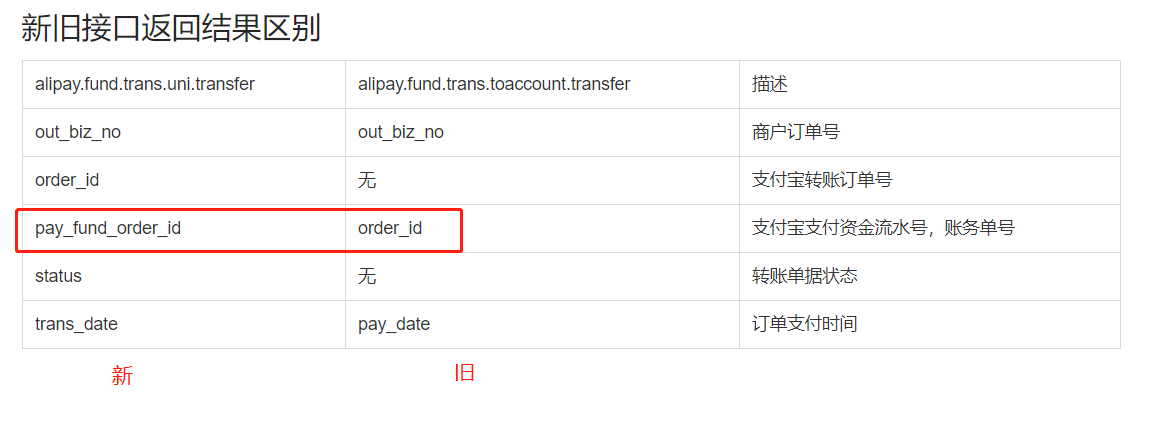 新旧接口返回结果区别
alipay.fund.trans.uni.transfer alipay.fund.trans.toaccount.transfer 描述
out_biz_no out_biz_no 商户订单号
order_id 无 支付宝转账订单号
pay_fund_order_id order_id 支付宝支付资金流水号，账务单号
status 无 转账单据状态
trans_date pay_date 订单支付时间
新 旧